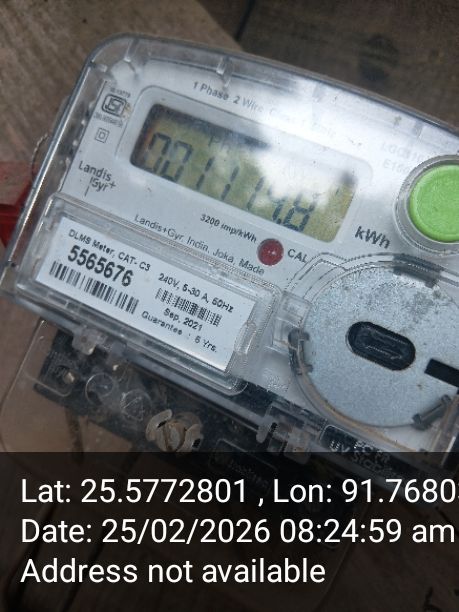 1 Phase 2 Wire
Landis
+Gyr
3200 imp/kWh
kWh
Landis+Gyr, India, Joka, Made
CAL
DLMS Meter, CAT- C3
5565676
240V, 5-30 A, 50Hz
Sep. 2021
Guarantee : 5 Yrs.
Lat: 25.5772801 , Lon: 91.7680
Date: 25/02/2026 08:24:59 am
Address not available